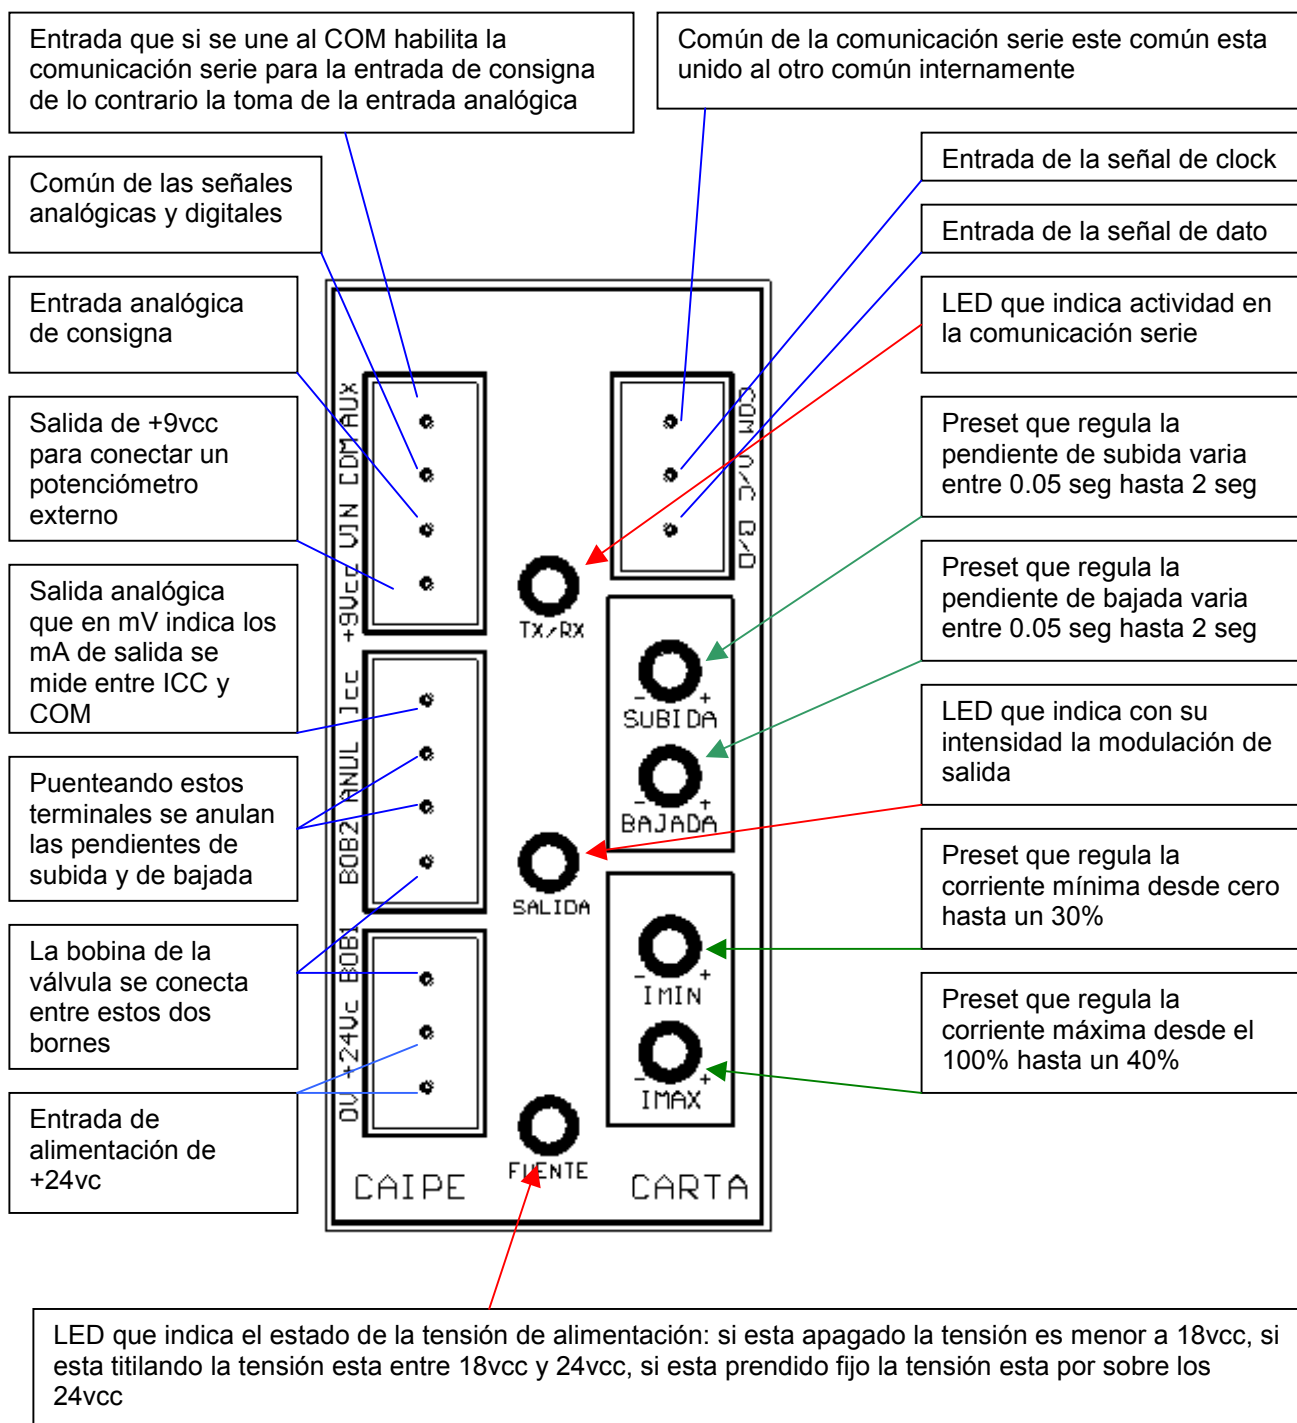 Entrada que si se une al COM habilita la
comunicación serie para la entrada de consigna
de lo contrario la toma de la entrada analógica
Común de la comunicación serie este común esta
unido al otro común internamente
Común de las señales
analógicas y digitales
Entrada analógica
de consigna
Salida de +9vcc
para conectar un
potenciómetro
externo
Salida analógica
que en mV indica los
mA de salida se
mide entre ICC y
COM
Puenteando estos
terminales se anulan
las pendientes de
subida y de bajada
La bobina de la
válvula se conecta
entre estos dos
bornes
Entrada de
alimentación de
+24vc
Entrada de la señal de clock
Entrada de la señal de dato
LED que indica actividad en
la comunicación serie
Preset que regula la
pendiente de subida varia
entre 0.05 seg hasta 2 seg
Preset que regula la
pendiente de bajada varia
entre 0.05 seg hasta 2 seg
LED que indica con su
intensidad la modulación de
salida
Preset que regula la
corriente mínima desde cero
hasta un 30%
Preset que regula la
corriente máxima desde el
100% hasta un 40%
+9Vcc VIN COM AUX
BOB2 ANUL ICC
0V +24Vc BOB1
COM
TX/RX
- +
SUBIDA
- +
BAJADA
SALIDA
- +
IMIN
- +
IMAX
FUENTE
CAIPE
CARTA
LED que indica el estado de la tensión de alimentación: si esta apagado la tensión es menor a 18vcc, si
esta titilando la tensión esta entre 18vcc y 24vcc, si esta prendido fijo la tensión esta por sobre los
24vcc